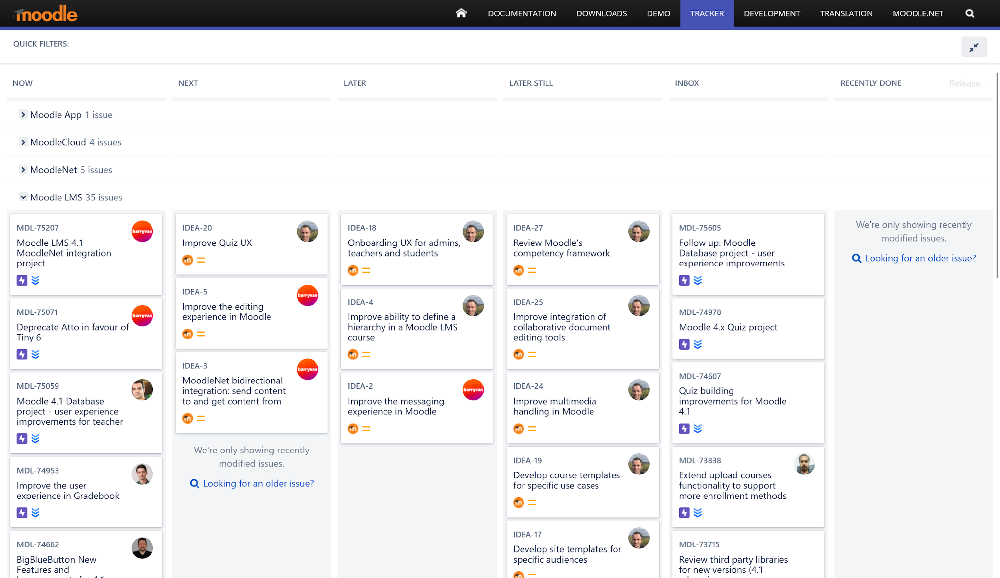 moodle
DOCUMENTATION
DOWNLOADS
DEMO
TRACKER
DEVELOPMENT
TRANSLATION
MOODLE.NET
QUICK FILTERS:
NOW
NEXT
LATER
LATER STILL
INBOX
RECENTLY DONE
Release...
Moodle App 1 issue
MoodleCloud 4 issues
MoodleNet 5 issues
Moodle LMS 35 issues
MDL-75207
barryvan
Moodle LMS 4.1
MoodleNet integration
project
MDL-75071
barryvan
Deprecate Atto in favour of
Tiny 6
MDL-75059
Moodle 4.1 Database
project - user experience
improvements for teacher
MDL-74953
Improve the user
experience in Gradebook
MDL-74662
BigBlueButton New
Features and
IDEA-20
Improve Quiz UX
IDEA-5
barryvan
Improve the editing
experience in Moodle
IDEA-3
barryvan
MoodleNet bidirectional
integration: send content
to and get content from
We're only showing recently
modified issues.
Looking for an older issue?
IDEA-18
Onboarding UX for admins,
teachers and students
IDEA-4
Improve ability to define a
hierarchy in a Moodle LMS
course
IDEA-2
barryvan
Improve the messaging
experience in Moodle
IDEA-27
Review Moodle's
competency framework
IDEA-25
Improve integration of
collaborative document
editing tools
IDEA-24
Improve multimedia
handling in Moodle
IDEA-19
Develop course templates
for specific use cases
IDEA-17
Develop site templates for
specific audiences
MDL-75605
Follow up: Moodle
Database project - user
experience improvements
MDL-74978
Moodle 4.x Quiz project
MDL-74607
Quiz building
improvements for Moodle
4.1
MDL-73838
Extend upload courses
functionality to support
more enrollment methods
MDL-73715
Review third party libraries
for new versions (4.1
We're only showing recently
modified issues.
Looking for an older issue?